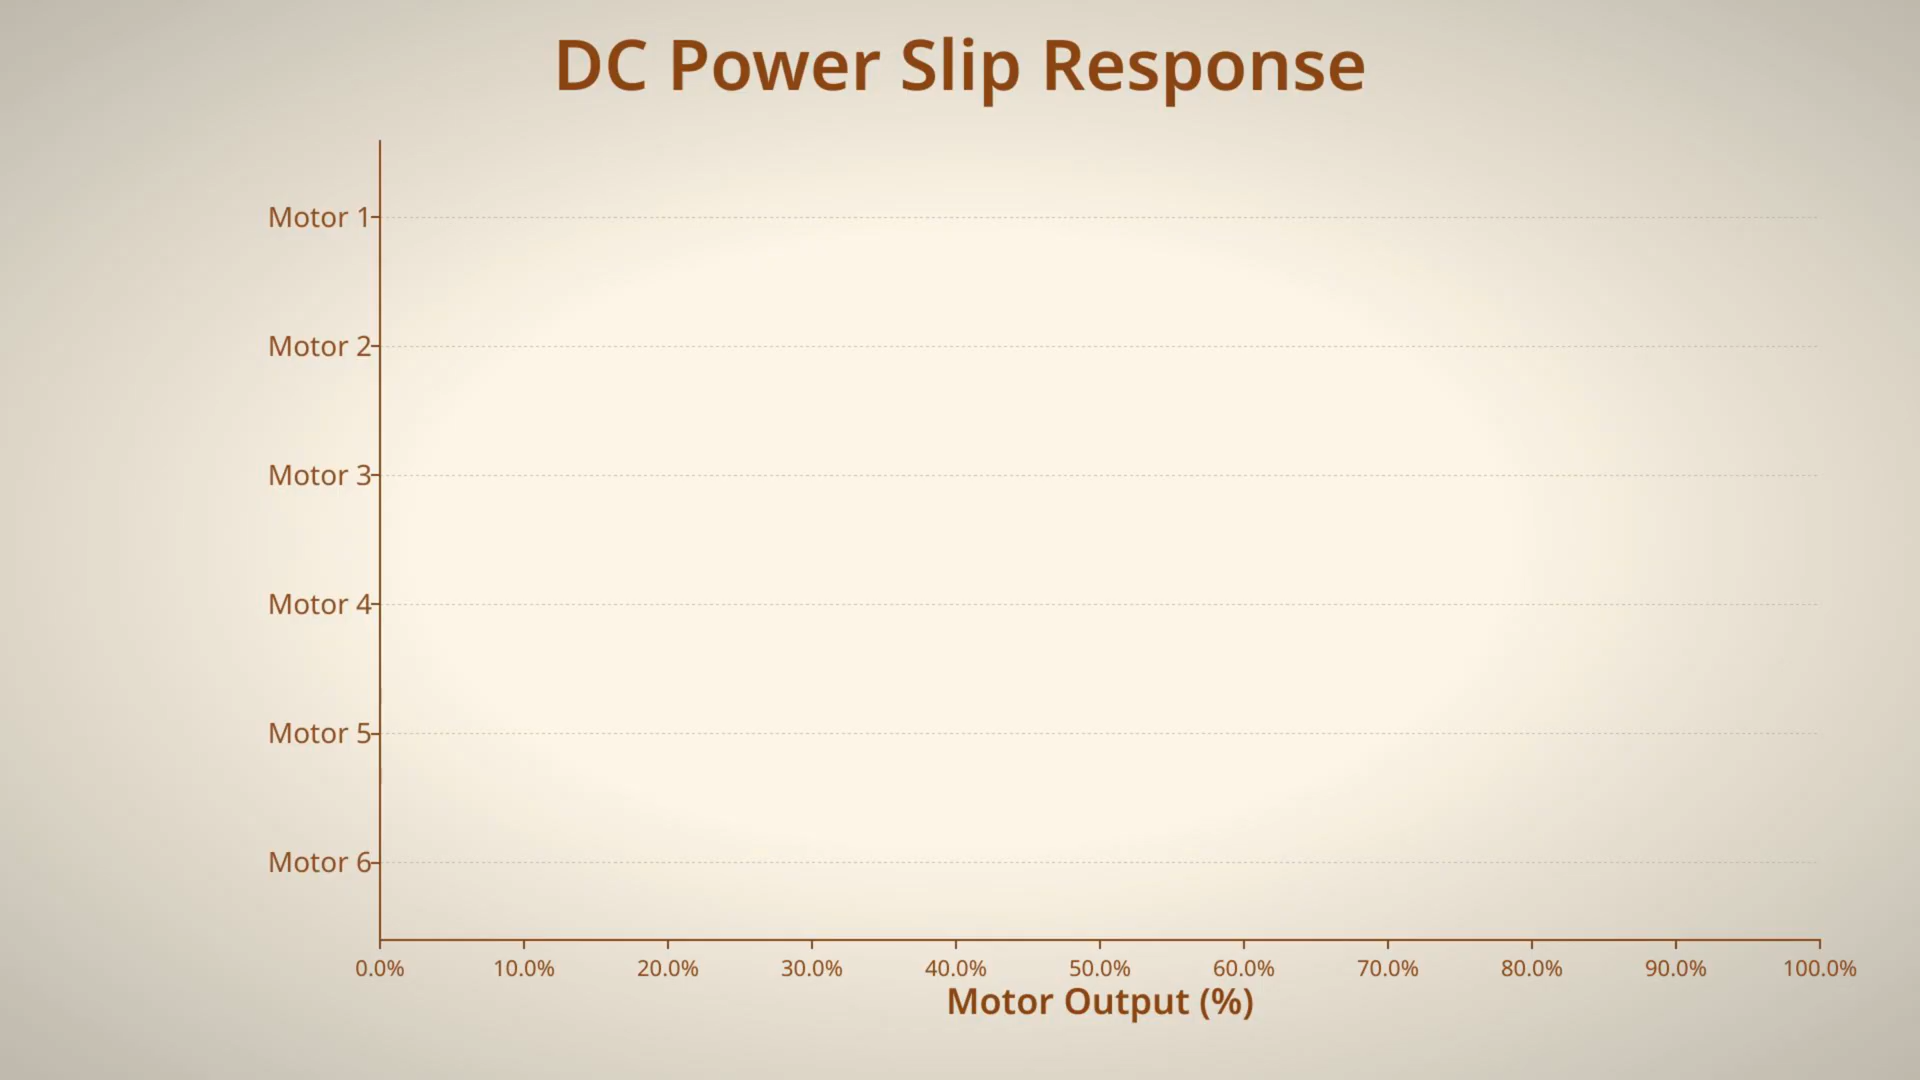 DC Power Slip Response
Motor 1
Motor 2
Motor 3
Motor 4
Motor 5
Motor 6
0.0% 10.0% 20.0% 30.0% 40.0% 50.0% 60.0% 70.0% 80.0% 90.0% 100.0%
Motor Output (%)